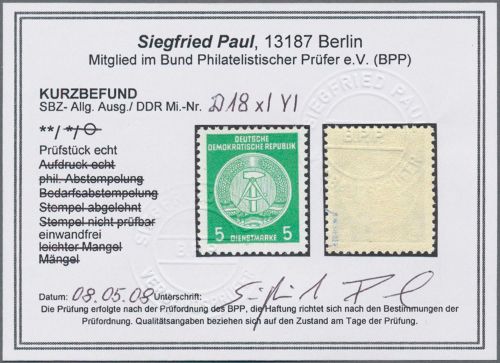 Siegfried Paul, 13187 Berlin
Mitglied im Bund Philatelistischer Prüfer e.V. (BPP)
KURZBEFUND
SBZ- Allg. Ausg./ DDR Mi.-Nr. D18 x I YI
**/*/O
Prüfstück echt
Aufdruck echt
phil. Abstempelung
Bedarfsabstempelung
Stempel abgelehnt
Stempel nicht prüfbar
einwandfrei
leichter Mangel
Mängel
DEUTSCHE
DEMOKRATISCHE REPUBLIK
5 DIENSTMARKE 5
SIEGFRIED PAUL
Datum: 08.05.08 Unterschrift:
Die Prüfung erfolgte nach der Prüfordnung des BPP, die Haftung richtet sich nach den Bestimmungen der
Prüfordnung. Qualitätsangaben beziehen sich auf den Zustand am Tage der Prüfung.